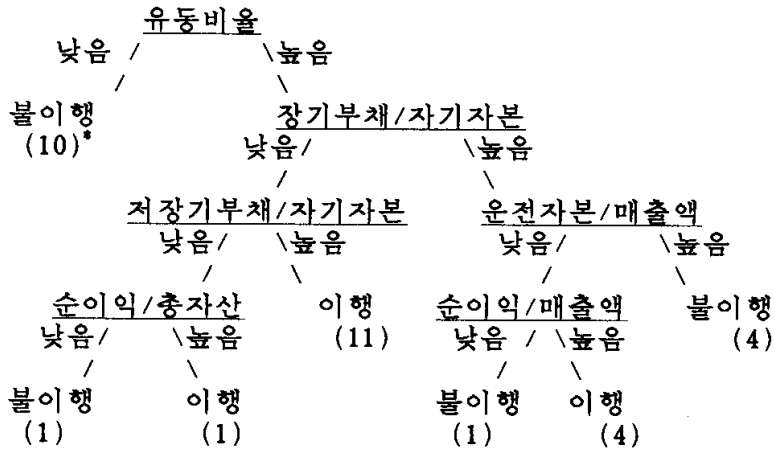 유동비율
낮음 / \높음
/ \
불이행 장기부채/자기자본
(10)* 낮음/ \높음
/ \
저장기부채/자기자본 운전자본/매출액
낮음/ \높음 낮음/ \높음
/ \ / \
순이익/총자산 이행 순이익/매출액 불이행
낮음/ \높음 (11) 낮음 / \높음 (4)
/ \ / \
불이행 이행 불이행 이행
(1) (1) (1) (4)